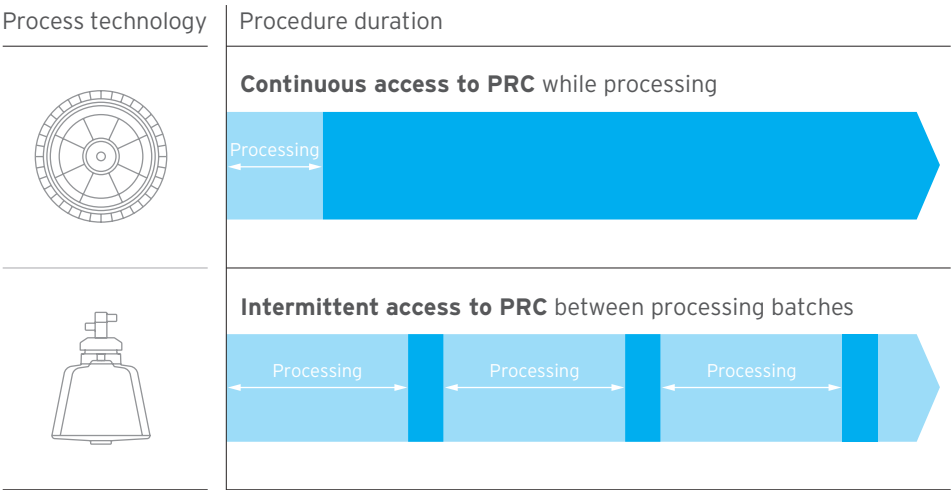 Process technology
Procedure duration
Continuous access to PRC while processing
Processing
Intermittent access to PRC between processing batches
Processing
Processing
Processing